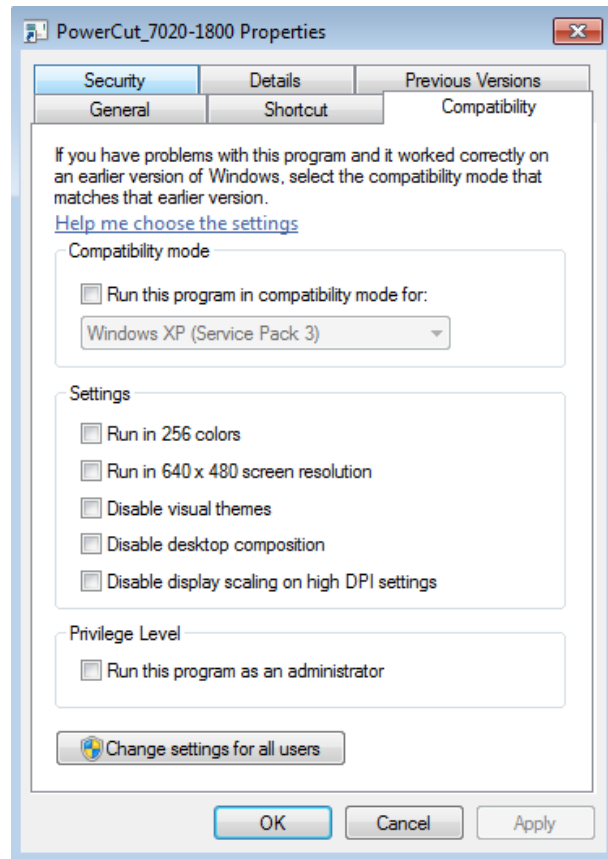 PowerCut_7020-1800 Properties
Security Details Previous Versions
General Shortcut Compatibility
If you have problems with this program and it worked correctly on
an earlier version of Windows, select the compatibility mode that
matches that earlier version.
Help me choose the settings
Compatibility mode
Run this program in compatibility mode for:
Windows XP (Service Pack 3)
Settings
Run in 256 colors
Run in 640 x 480 screen resolution
Disable visual themes
Disable desktop composition
Disable display scaling on high DPI settings
Privilege Level
Run this program as an administrator
Change settings for all users
OK Cancel Apply